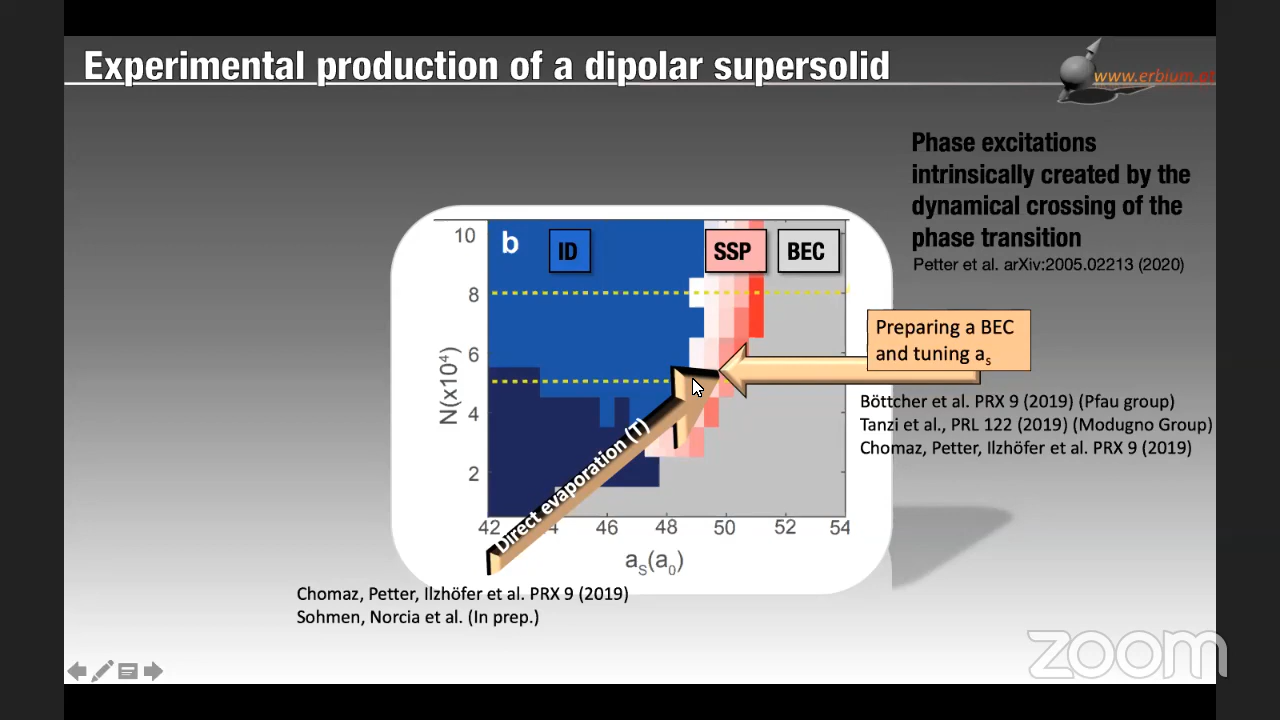 Experimental production of a dipolar supersolid
www.erbium.at
Phase excitations
intrinsically created by the
dynamical crossing of the
phase transition
Petter et al. arXiv:2005.02213 (2020)
b
ID
SSP
BEC
10
8
6
4
2
N(x10⁴)
42
4
46
48
50
52
54
aₛ(a₀)
Direct evaporation (T)
Preparing a BEC
and tuning aₛ
Böttcher et al. PRX 9 (2019) (Pfau group)
Tanzi et al., PRL 122 (2019) (Modugno Group)
Chomaz, Petter, Ilzhöfer et al. PRX 9 (2019)
Chomaz, Petter, Ilzhöfer et al. PRX 9 (2019)
Sohmen, Norcia et al. (In prep.)
zoom